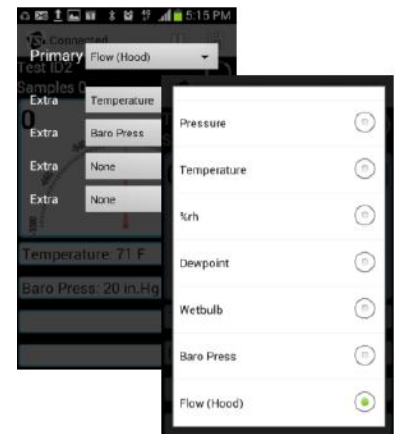 5:15 PM
Connected
Primary Flow (Hood)
Test ID2
Samples 0
Extra Temperature
0
Extra Baro Press
Extra None
Extra None
Temperature: 71 F
Baro Press: 20 in.Hg
Pressure
Temperature
%rh
Dewpoint
Wetbulb
Baro Press
Flow (Hood)